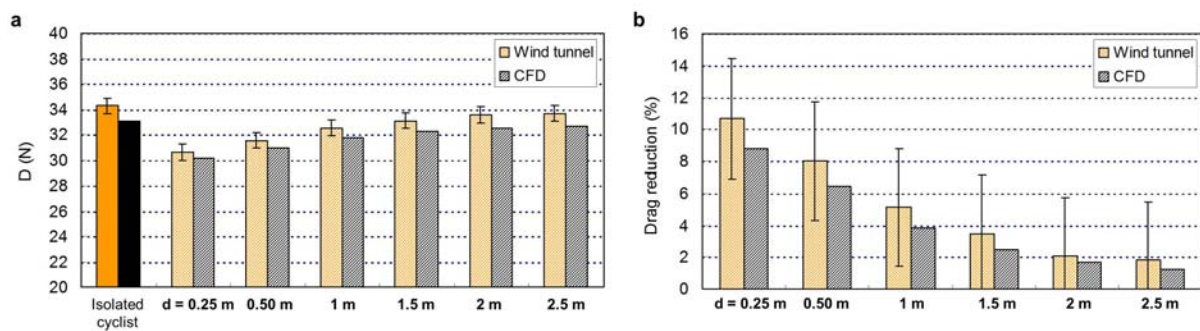 a
D (N)
40
38
36
34
32
30
28
26
24
22
20
Wind tunnel
CFD
Isolated
cyclist
d = 0.25 m
0.50 m
1 m
1.5 m
2 m
2.5 m
b
Drag reduction (%)
16
14
12
10
8
6
4
2
0
Wind tunnel
CFD
d = 0.25 m
0.50 m
1 m
1.5 m
2 m
2.5 m